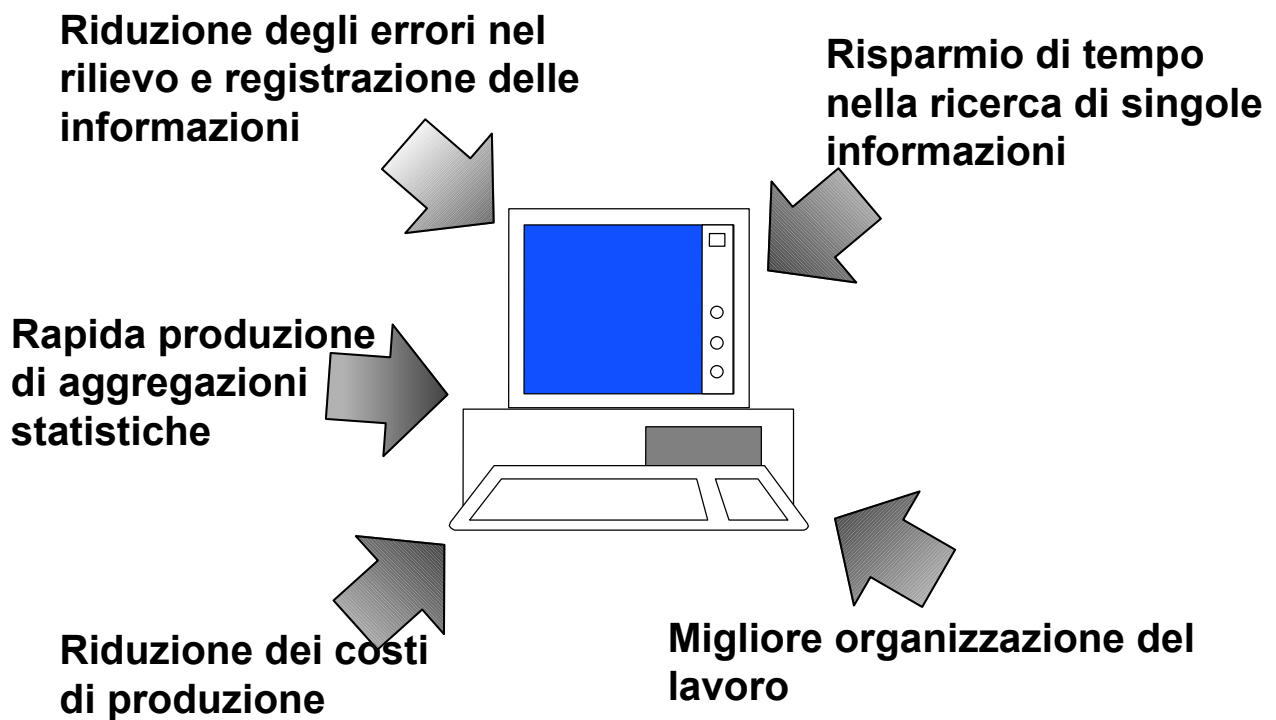 Riduzione degli errori nel
rilievo e registrazione delle
informazioni
Risparmio di tempo
nella ricerca di singole
informazioni
Rapida produzione
di aggregazioni
statistiche
Riduzione dei costi
di produzione
Migliore organizzazione del
lavoro